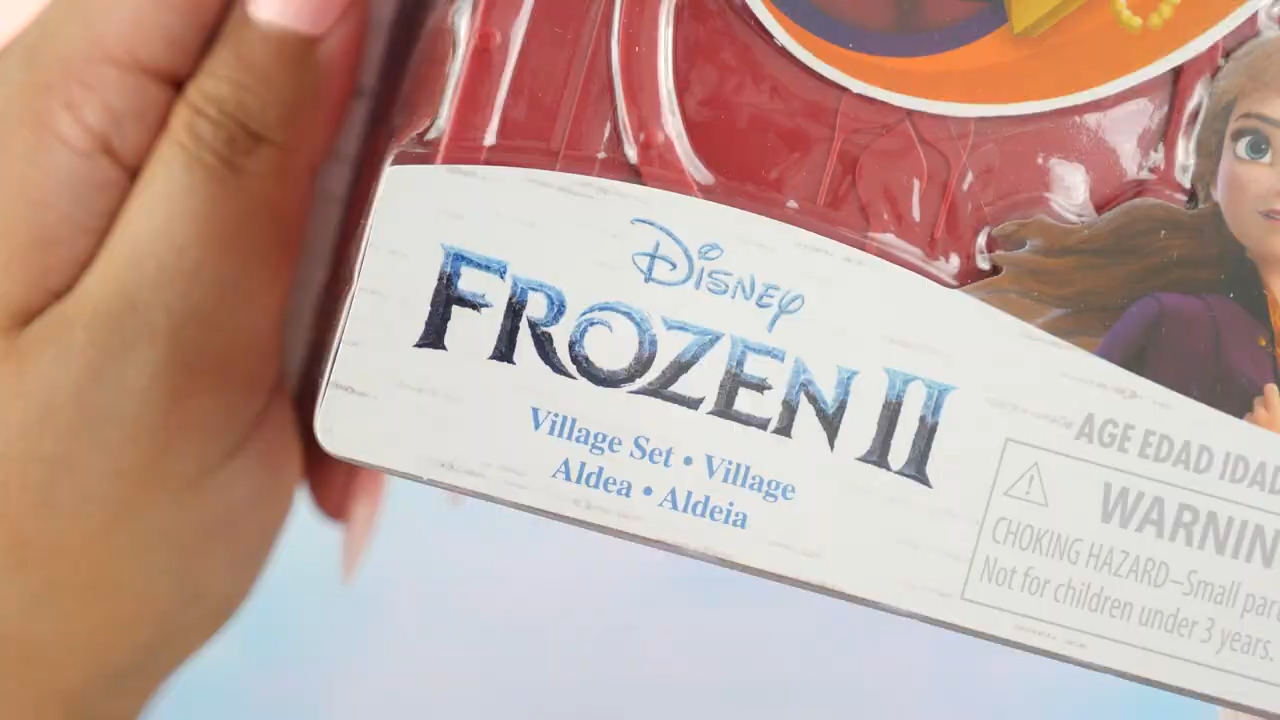 Disney
FROZEN II
Village Set • Village
Aldea • Aldeia
AGE EDAD
WARNIN
CHOKING HAZARD–Small par
Not for children under 3 years.